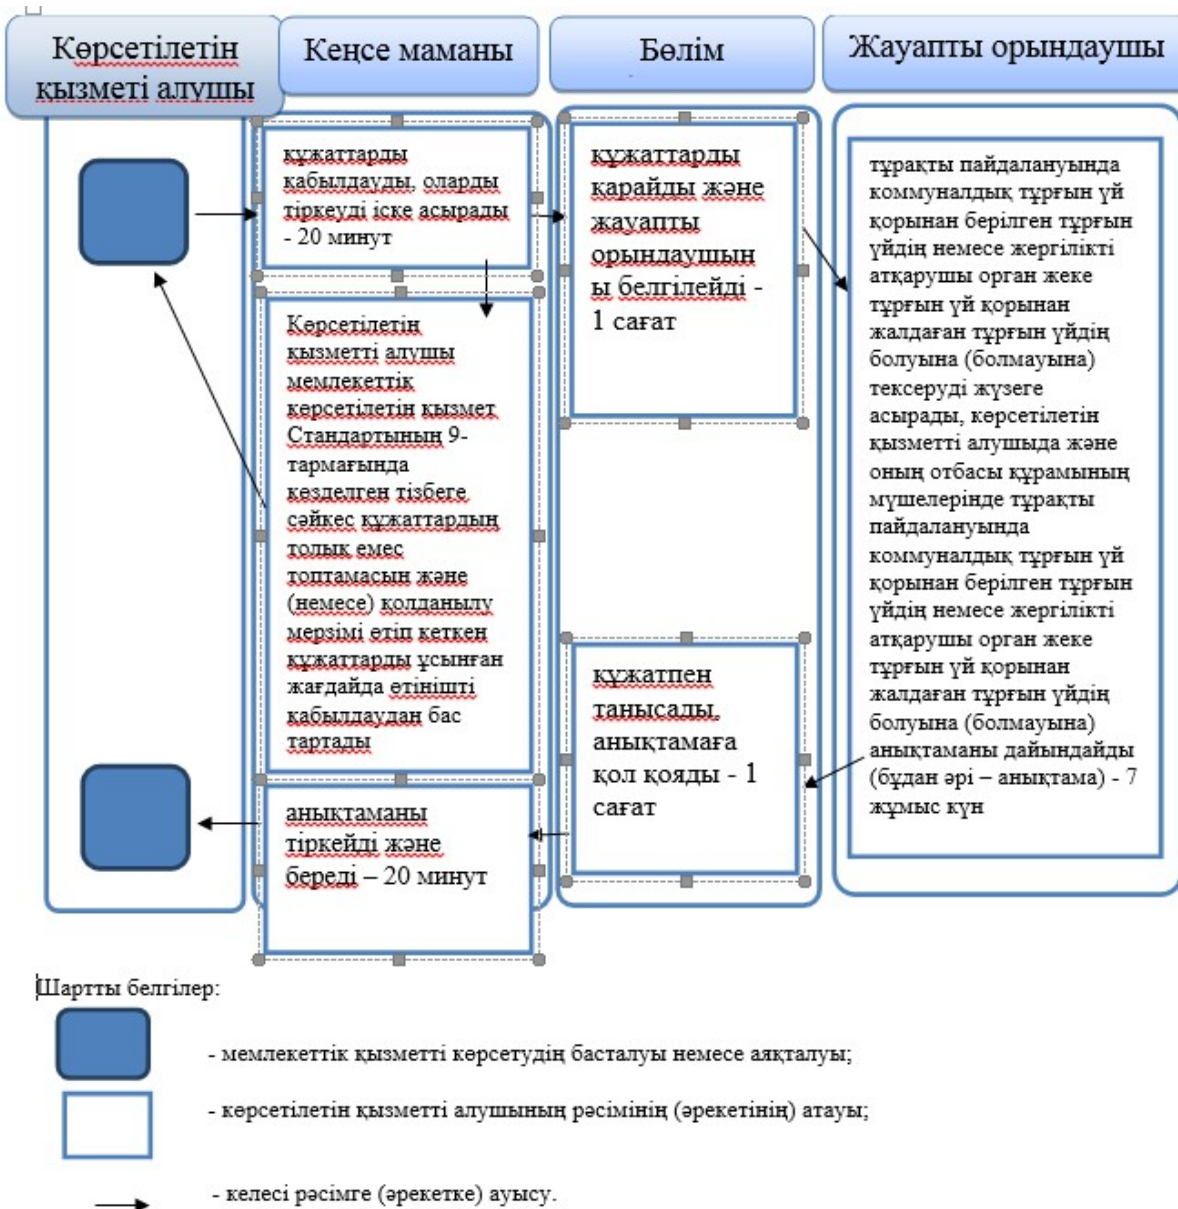 Көрсетілетін
қызметі алушы
Кеңсе маманы
Бөлім
Жауапты орындаушы
құжаттарды
қабылдауды, оларды
тіркеуді іске асырады
- 20 минут
Көрсетілетін
қызметті алушы
мемлекеттік
көрсетілетін қызмет
Стандартының 9-
тармағында
көзделген тізбеге
сәйкес құжаттардың
толық емес
топтамасын және
(немесе) қолданылу
мерзімі өтіп кеткен
құжаттарды ұсынған
жағдайда өтінішті
қабылдаудан бас
тартады
анықтаманы
тіркейді және
береді – 20 минут
құжаттарды
қарайды және
жауапты
орындаушын
ы белгілейді -
1 сағат
құжатпен
танысады,
анықтамаға
қол қояды - 1
сағат
тұрақты пайдалануында
коммуналдық тұрғын үй
қорынан берілген тұрғын
үйдің немесе жергілікті
атқарушы орган жеке
тұрғын үй қорынан
жалдаған тұрғын үйдің
болуына (болмауына)
тексеруді жүзеге
асырады, көрсетілетін
қызметті алушыда және
оның отбасы құрамының
мүшелерінде тұрақты
пайдалануында
коммуналдық тұрғын үй
қорынан берілген тұрғын
үйдің немесе жергілікті
атқарушы орган жеке
тұрғын үй қорынан
жалдаған тұрғын үйдің
болуына (болмауына)
анықтаманы дайындайды
(бұдан әрі – анықтама) - 7
жұмыс күн
Шартты белгілер:
- мемлекеттік қызметті көрсетудің басталуы немесе аяқталуы;
- көрсетілетін қызметті алушының рәсімінің (әрекетінің) атауы;
- келесі рәсімге (әрекетке) ауысу.